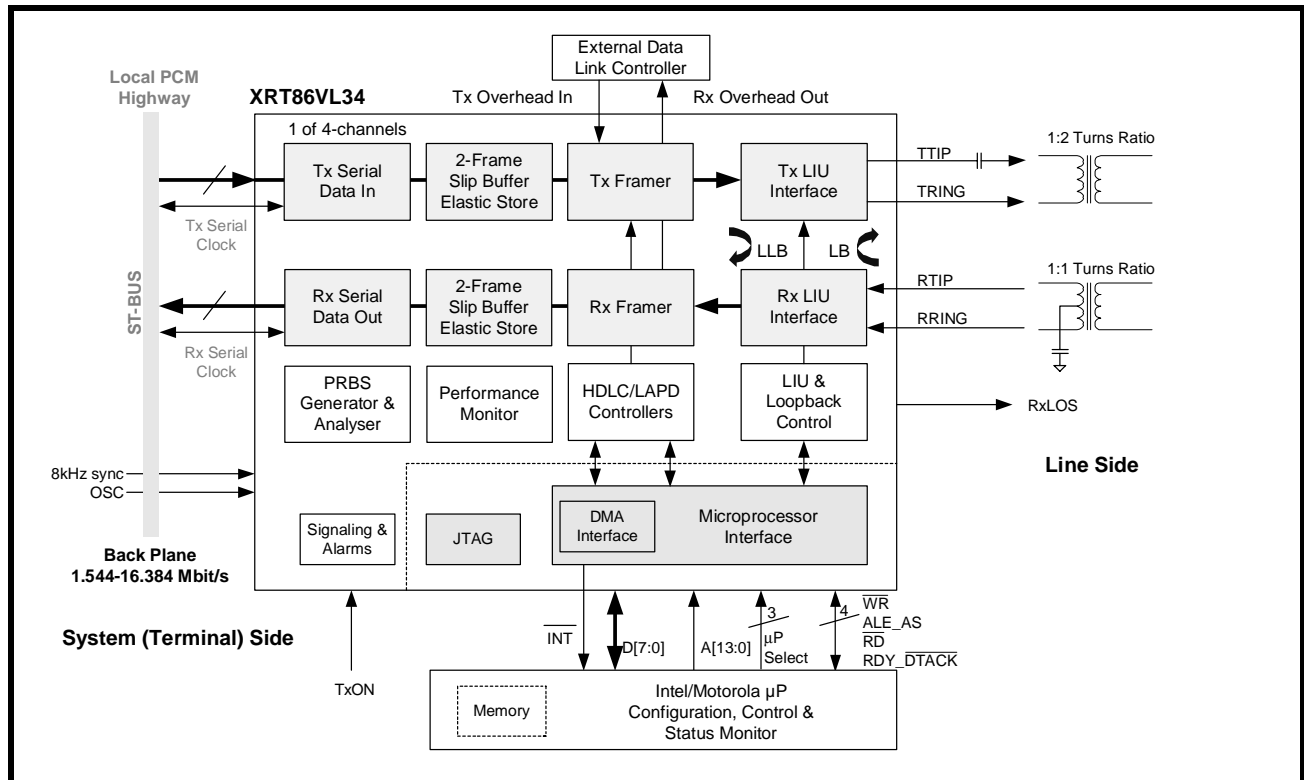 External Data
Link Controller
Local PCM
Highway
XRT86VL34
Tx Overhead In
Rx Overhead Out
1 of 4-channels
Tx Serial
Data In
2-Frame
Slip Buffer
Elastic Store
Tx Framer
Tx LIU
Interface
TTIP
TRING
1:2 Turns Ratio
Tx Serial
Clock
LLB
LB
ST-BUS
Rx Serial
Data Out
2-Frame
Slip Buffer
Elastic Store
Rx Framer
Rx LIU
Interface
RTIP
RRING
1:1 Turns Ratio
Rx Serial
Clock
PRBS
Generator &
Analyser
Performance
Monitor
HDLC/LAPD
Controllers
LIU &
Loopback
Control
RxLOS
Line Side
8kHz sync
OSC
Signaling &
Alarms
JTAG
DMA
Interface
Microprocessor
Interface
Back Plane
1.544-16.384 Mbit/s
System (Terminal) Side
TxON
INT
D[7:0]
A[13:0]
3
µP
Select
4
WR
ALE_AS
RD
RDY_DTACK
Memory
Intel/Motorola µP
Configuration, Control &
Status Monitor